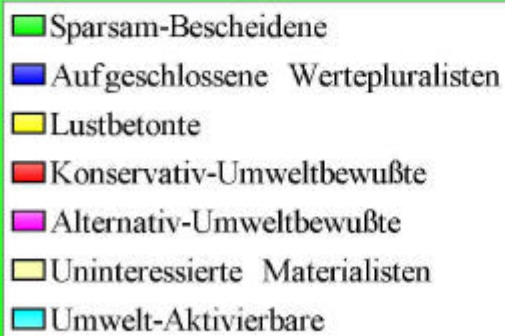 Sparsam-Bescheidene
Aufgeschlossene Wertepluralisten
Lustbetonte
Konservativ-Umweltbewußte
Alternativ-Umweltbewußte
Uninteressierte Materialisten
Umwelt-Aktivierbare